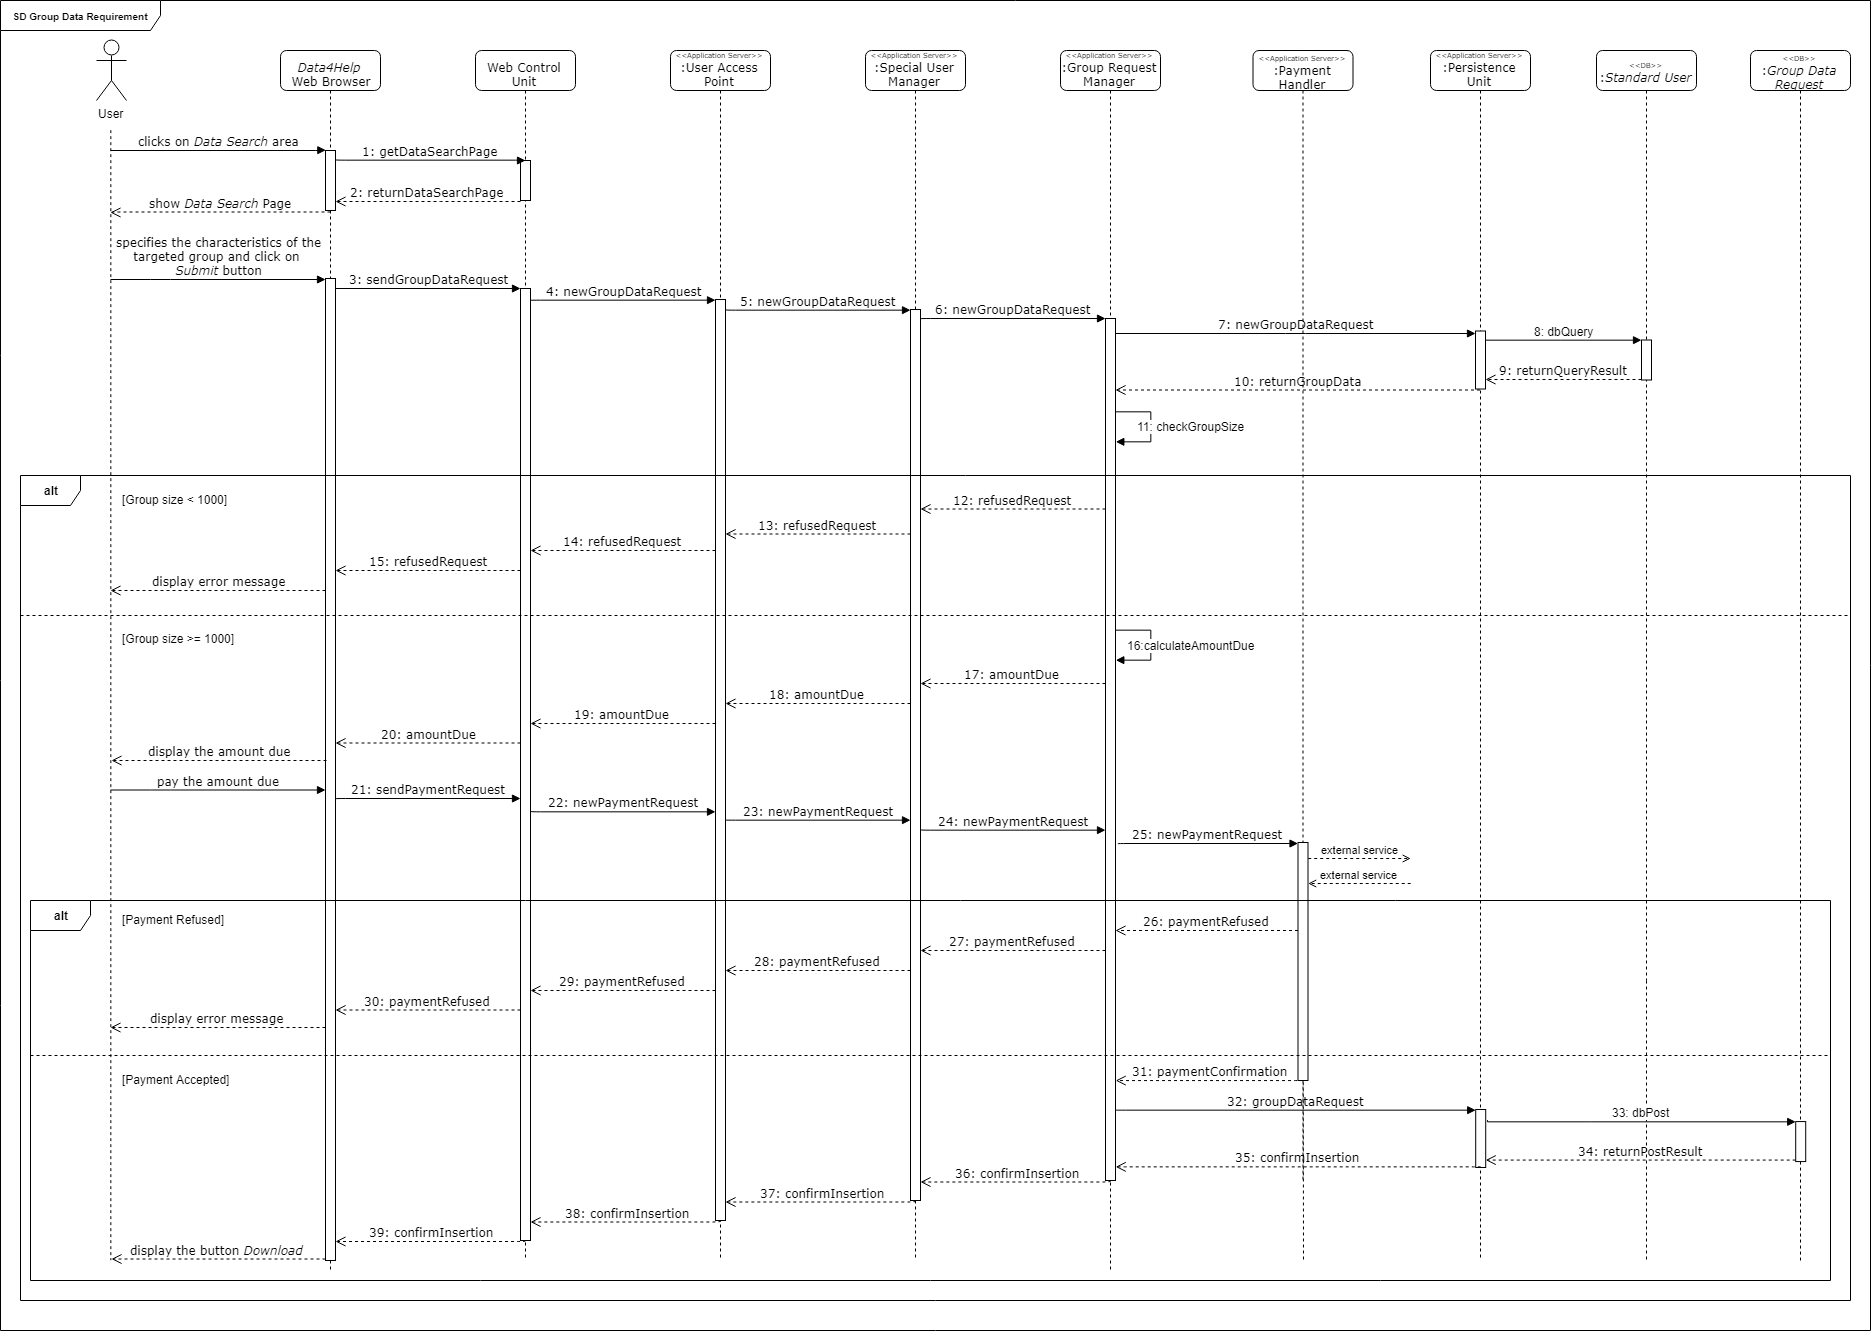 SD Group Data Requirement
User
Data4Help
Web Browser
Web Control
Unit
<<Application Server>>
:User Access
Point
<<Application Server>>
:Special User
Manager
<<Application Server>>
:Group Request
Manager
<<Application Server>>
:Payment
Handler
<<Application Server>>
:Persistence
Unit
<<DB>>
:Standard User
<<DB>>
:Group Data
Request
clicks on Data Search area
1: getDataSearchPage
2: returnDataSearchPage
show Data Search Page
specifies the characteristics of the
targeted group and click on
Submit button
3: sendGroupDataRequest
4: newGroupDataRequest
5: newGroupDataRequest
6: newGroupDataRequest
7: newGroupDataRequest
8: dbQuery
9: returnQueryResult
10: returnGroupData
11: checkGroupSize
alt
[Group size < 1000]
12: refusedRequest
13: refusedRequest
14: refusedRequest
15: refusedRequest
display error message
[Group size >= 1000]
16:calculateAmountDue
17: amountDue
18: amountDue
19: amountDue
20: amountDue
display the amount due
pay the amount due
21: sendPaymentRequest
22: newPaymentRequest
23: newPaymentRequest
24: newPaymentRequest
25: newPaymentRequest
external service
external service
alt
[Payment Refused]
26: paymentRefused
27: paymentRefused
28: paymentRefused
29: paymentRefused
30: paymentRefused
display error message
[Payment Accepted]
31: paymentConfirmation
32: groupDataRequest
33: dbPost
34: returnPostResult
35: confirmInsertion
36: confirmInsertion
37: confirmInsertion
38: confirmInsertion
39: confirmInsertion
display the button Download